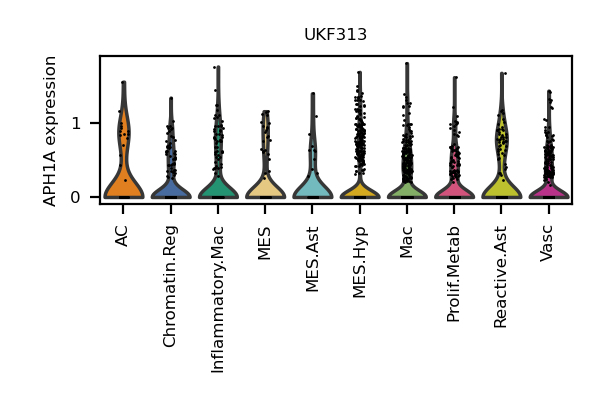 UKF313
APH1A expression
1
0
AC
Chromatin.Reg
Inflammatory.Mac
MES
MES.Ast
MES.Hyp
Mac
Prolif.Metab
Reactive.Ast
Vasc